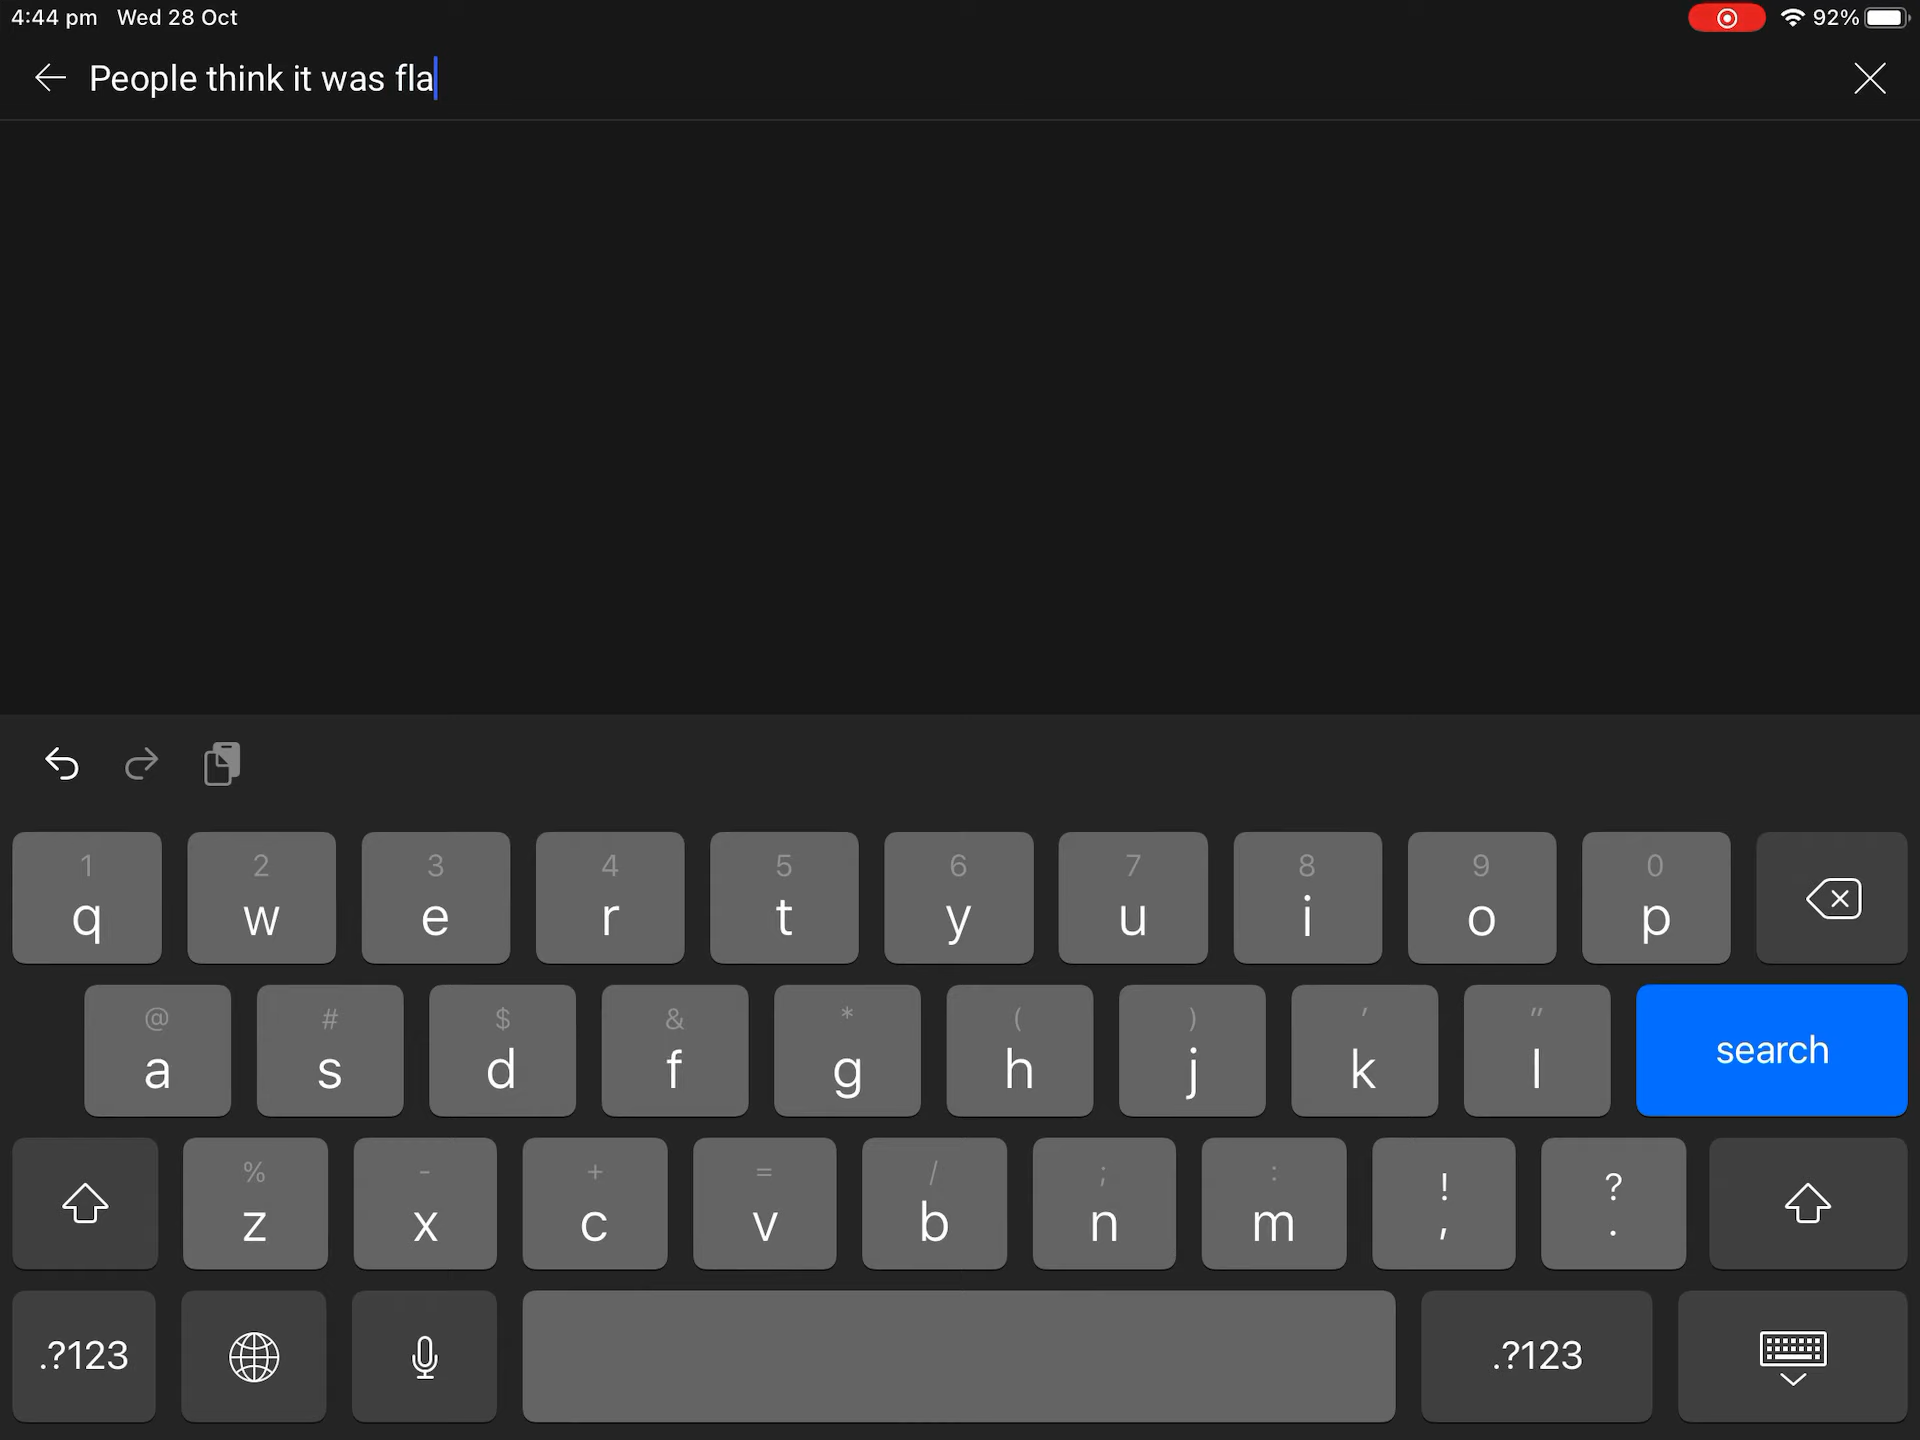 4:44 pm Wed 28 Oct 92%
People think it was fla
1 2 3 4 5 6 7 8 9 0
q w e r t y u i o p
@ # $ & * ( ) ' "
a s d f g h j k l search
% - + = / ; : ! ?
z x c v b n m , .
.?123 .?123